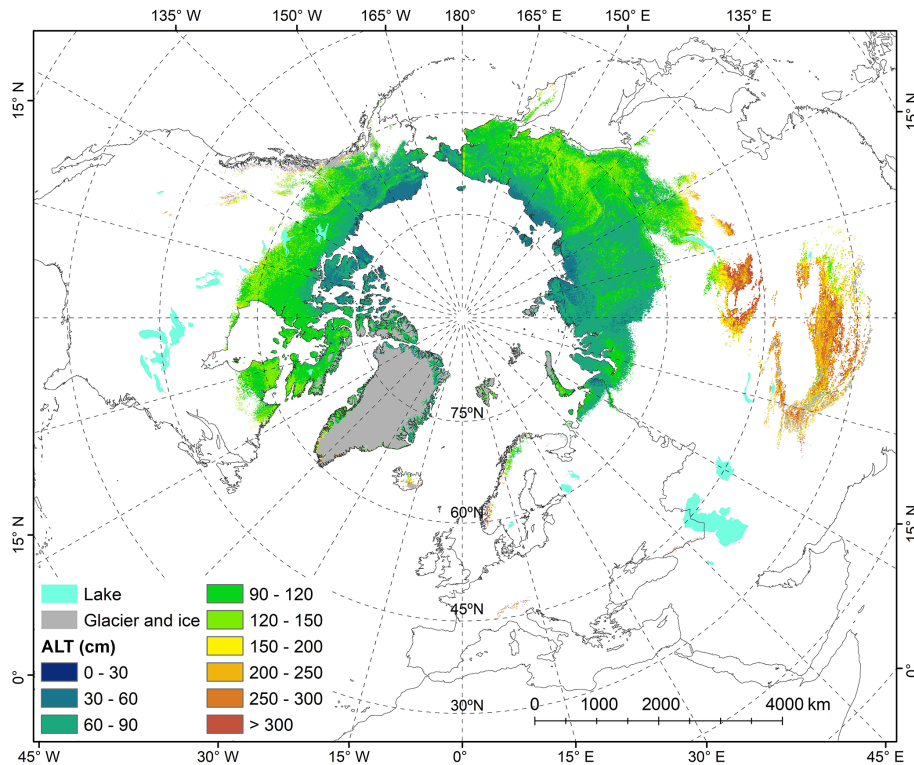 135° W 150° W 165° W 180° 165° E 150° E 135° E
15° N
15° N
75°N
60°N
45°N
30°N
15° N
15° N
0°
0°
Lake
Glacier and ice
ALT (cm)
0 - 30
30 - 60
60 - 90
90 - 120
120 - 150
150 - 200
200 - 250
250 - 300
> 300
0 1000 2000 4000 km
45° W 30° W 15° W 0° 15° E 30° E 45° E